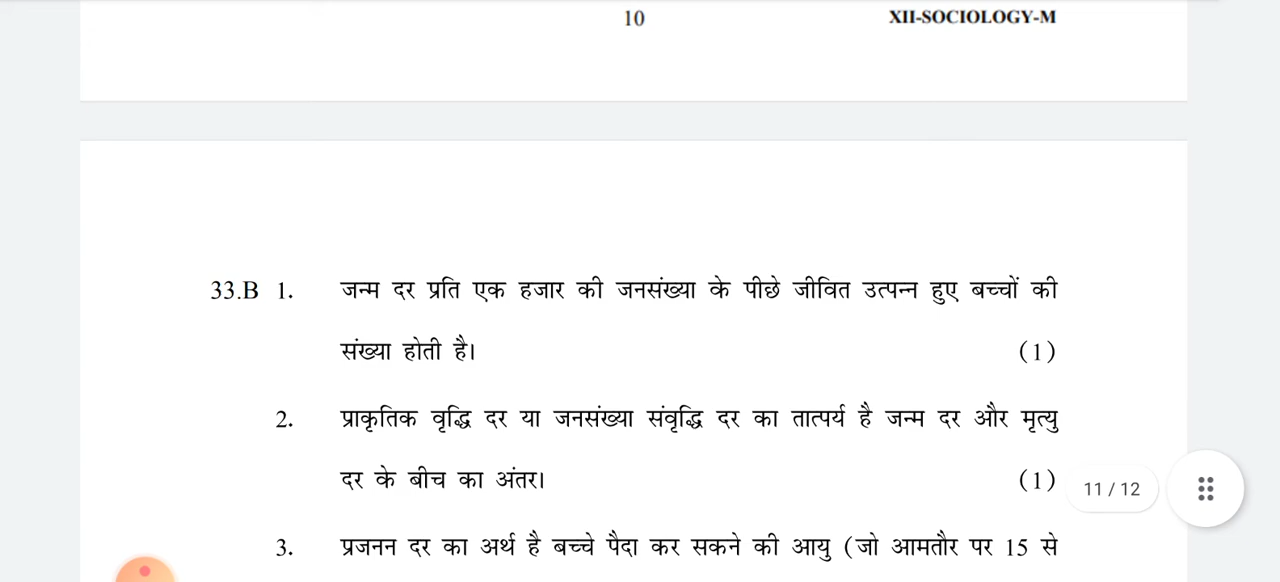 10 XII-SOCIOLOGY-M
33.B 1. जन्म दर प्रति एक हजार की जनसंख्या के पीछे जीवित उत्पन्न हुए बच्चों की
संख्या होती है। (1)
2. प्राकृतिक वृद्धि दर या जनसंख्या संवृद्धि दर का तात्पर्य है जन्म दर और मृत्यु
दर के बीच का अंतर। (1)
11 / 12
3. प्रजनन दर का अर्थ है बच्चे पैदा कर सकने की आयु (जो आमतौर पर 15 से